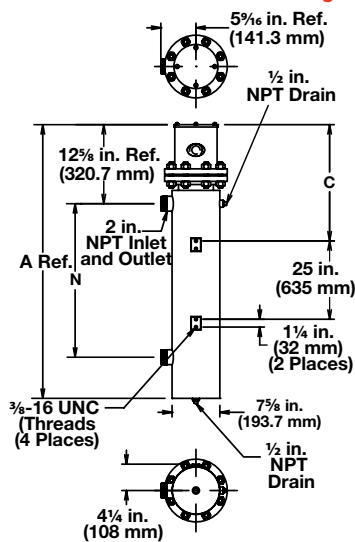 5⁹⁄₁₆ in. Ref.
(141.3 mm)
½ in.
NPT Drain
12⅝ in. Ref.
(320.7 mm)
C
2 in.
NPT Inlet
and Outlet
A Ref.
N
25 in.
(635 mm)
1¼ in.
(32 mm)
(2 Places)
⅜-16 UNC
(Threads
(4 Places)
7⅝ in.
(193.7 mm)
½ in.
NPT
Drain
4¼ in.
(108 mm)